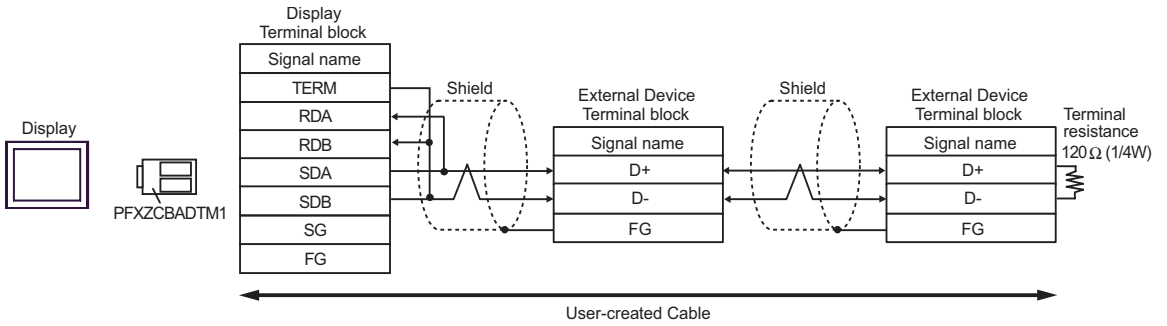 Display
PFXZCBADTM1
Display
Terminal block
Signal name
TERM
RDA
RDB
SDA
SDB
SG
FG
Shield
External Device
Terminal block
Signal name
D+
D-
FG
Shield
External Device
Terminal block
Signal name
D+
D-
FG
Terminal
resistance
120Ω (1/4W)
User-created Cable